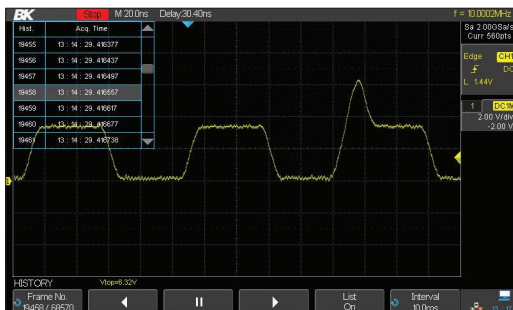 BK Stop M 20.0ns Delay:30.40ns f = 10.0002MHz
Hist. Acq. Time
19455 13 : 14 : 29. 416377
19456 13 : 14 : 29. 416437
19457 13 : 14 : 29. 416497
19458 13 : 14 : 29. 416557
19459 13 : 14 : 29. 416617
19460 13 : 14 : 29. 416677
19461 13 : 14 : 29. 416738
Sa 2.00GSa/s
Curr 560pts
Edge CH1
DC
L 1.44V
1 DC1M
2.00 V/div
-2.00 V
HISTORY Vtop=6.32V
Frame No.
19458 / 68570
List
On
Interval
10.0ms